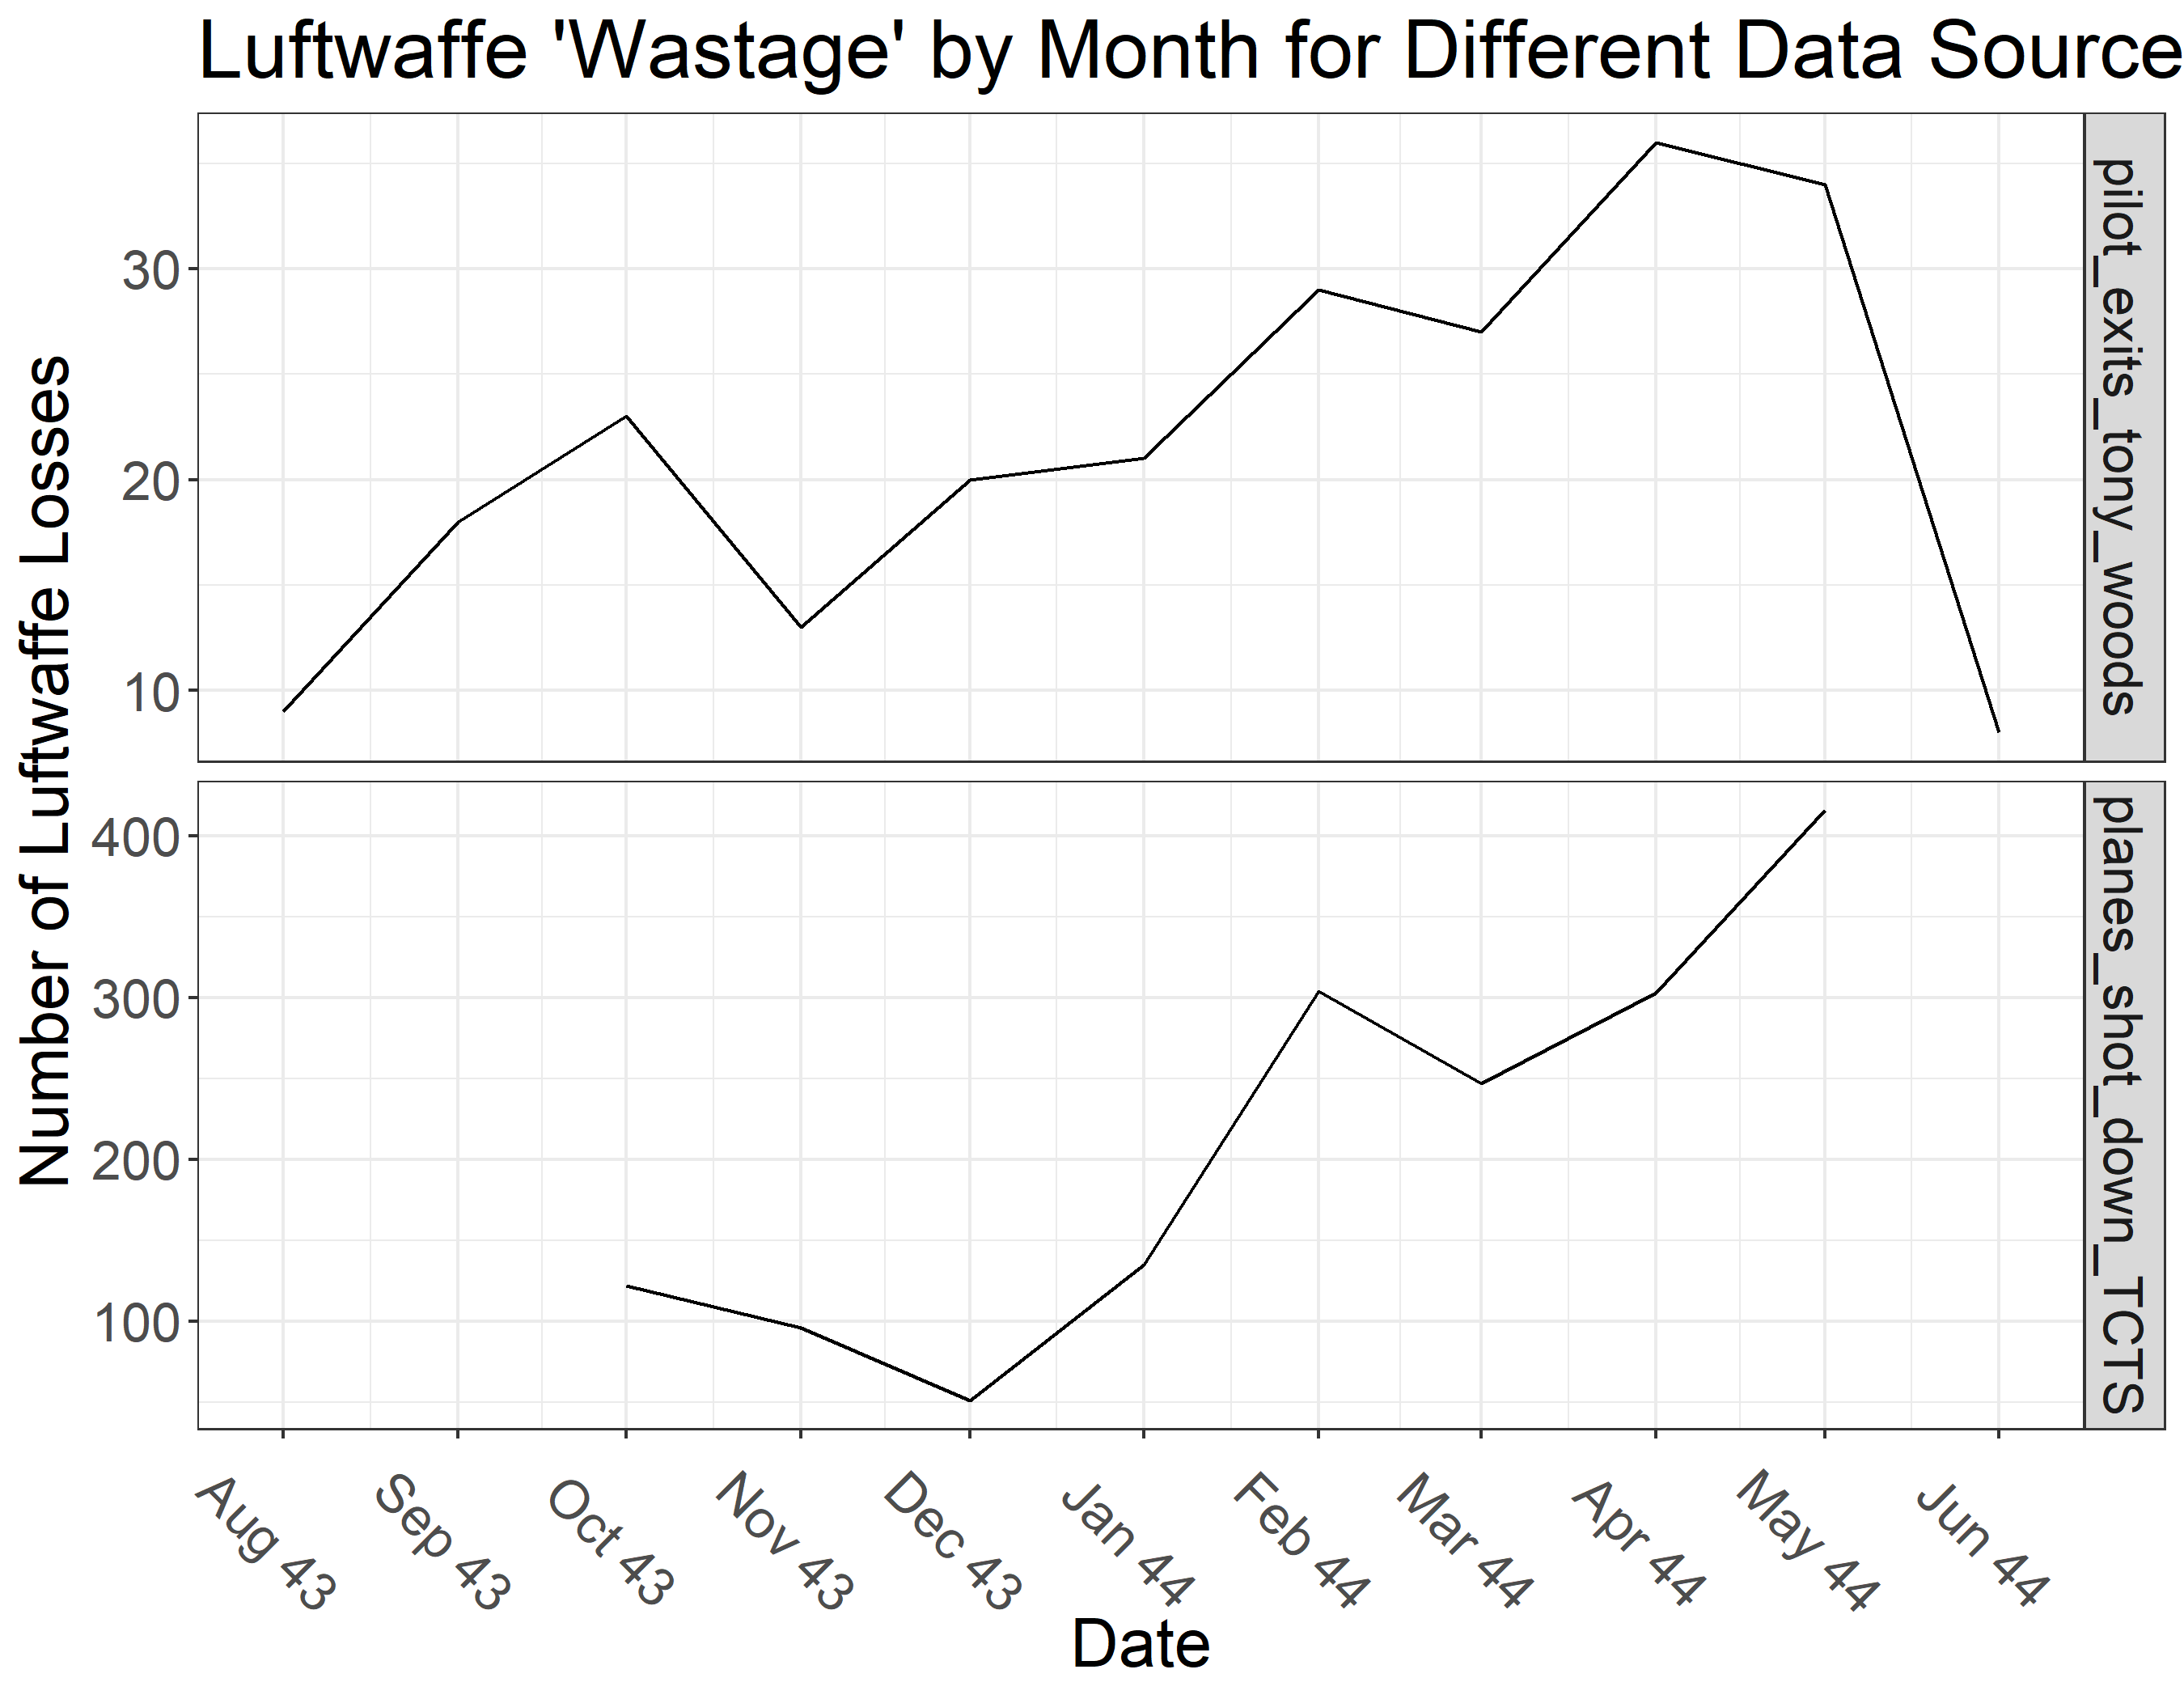 Luftwaffe 'Wastage' by Month for Different Data Source
Number of Luftwaffe Losses
30
20
10
pilot_exits_tony_woods
400
300
200
100
planes_shot_down_TCTS
Aug 43
Sep 43
Oct 43
Nov 43
Dec 43
Jan 44
Feb 44
Mar 44
Apr 44
May 44
Jun 44
Date